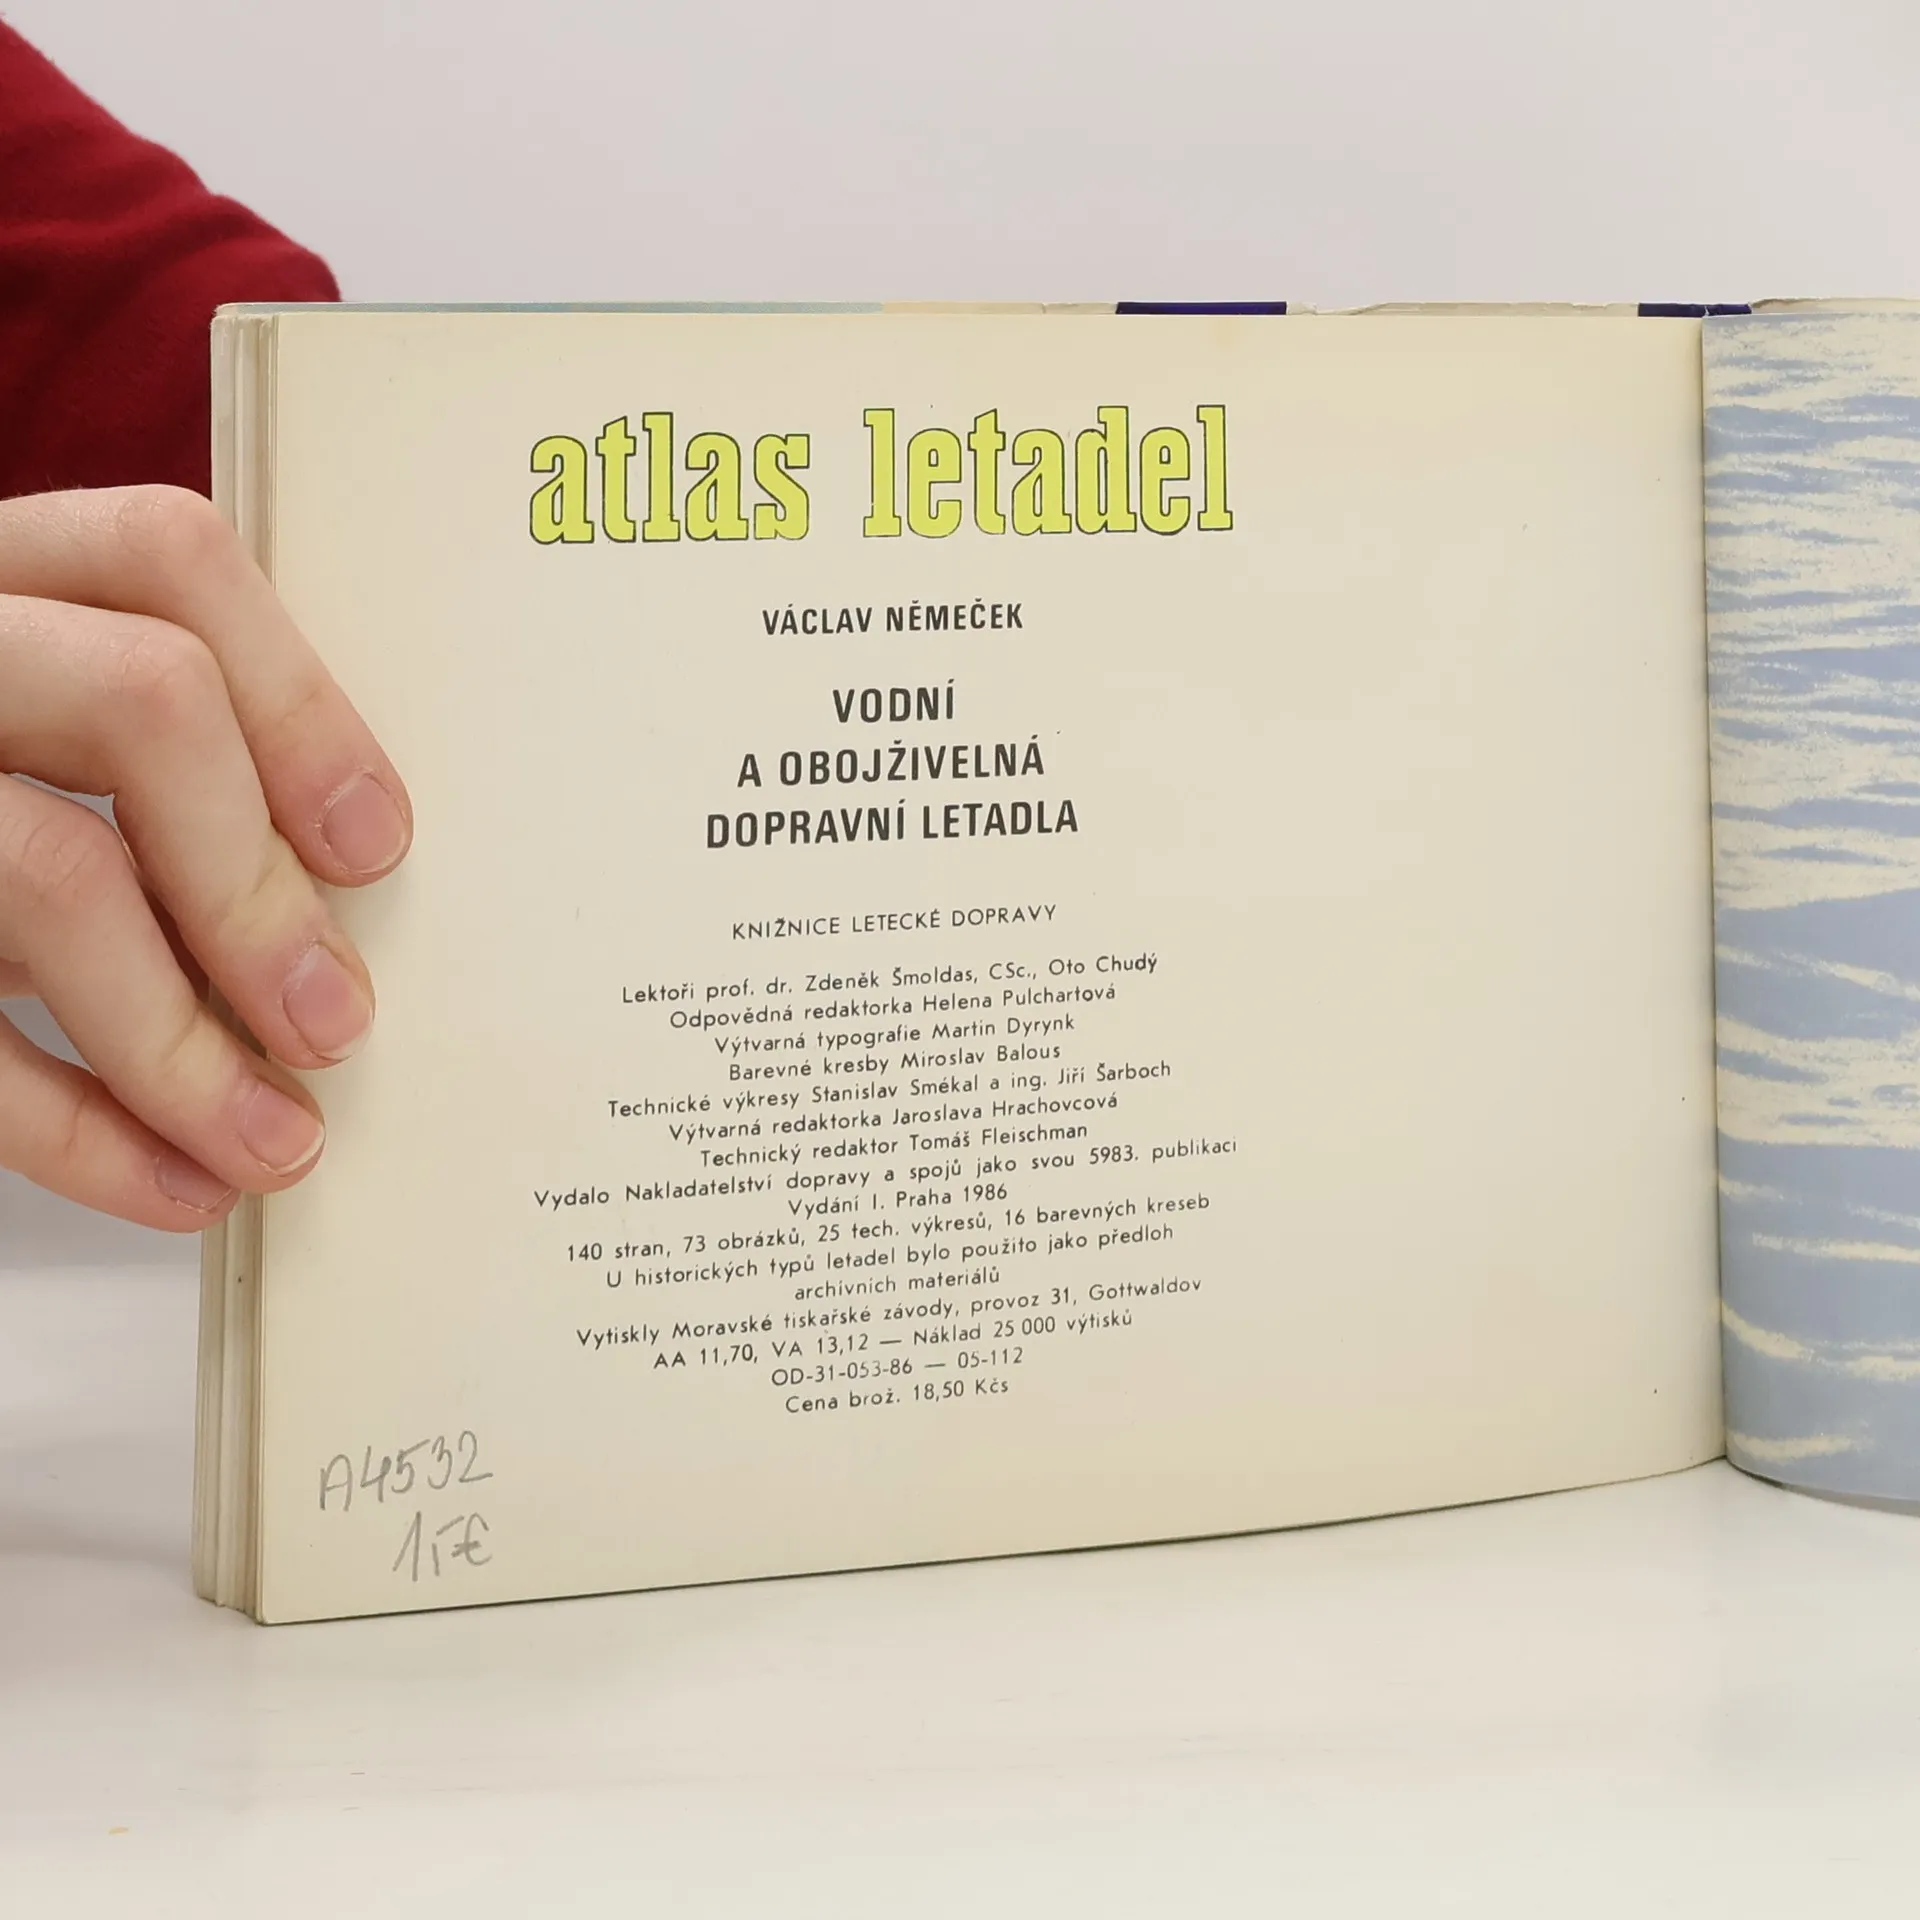 atlas letadel
VÁCLAV NĚMEČEK
VODNÍ
A OBOJŽIVELNÁ
DOPRAVNÍ LETADLA
KNIŽNICE LETECKÉ DOPRAVY
Lektoři prof. dr. Zdeněk Šmoldas, CSc., Oto Chudý
Odpovědná redaktorka Helena Pulchartová
Výtvarná typografie Martin Dyrynk
Barevné kresby Miroslav Balous
Technické výkresy Stanislav Smékal a ing. Jiří Šarboch
Výtvarná redaktorka Jaroslava Hrachovcová
Technický redaktor Tomáš Fleischman
Vydalo Nakladatelství dopravy a spojů jako svou 5983. publikaci
Vydání I. Praha 1986
140 stran, 73 obrázků, 25 tech. výkresů, 16 barevných kreseb
U historických typů letadel bylo použito jako předloh
archívních materiálů
Vytiskly Moravské tiskařské závody, provoz 31, Gottwaldov
AA 11,70, VA 13,12 — Náklad 25 000 výtisků
OD-31-053-86 — 05-112
Cena brož. 18,50 Kčs
A4532